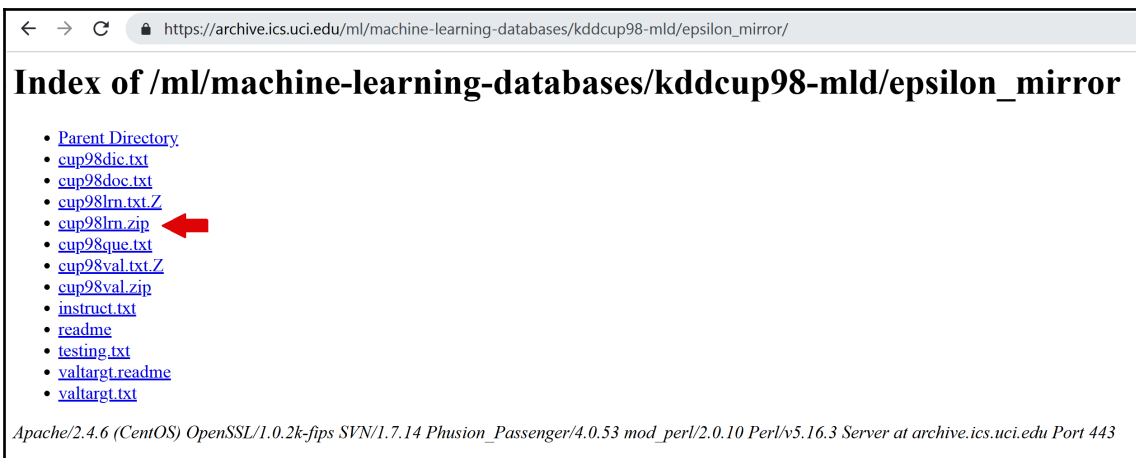 https://archive.ics.uci.edu/ml/machine-learning-databases/kddcup98-mld/epsilon_mirror/
Index of /ml/machine-learning-databases/kddcup98-mld/epsilon_mirror
Parent Directory
cup98dic.txt
cup98doc.txt
cup98lrn.txt.Z
cup98lrn.zip
cup98que.txt
cup98val.txt.Z
cup98val.zip
instruct.txt
readme
testing.txt
valtargt.readme
valtargt.txt
Apache/2.4.6 (CentOS) OpenSSL/1.0.2k-fips SVN/1.7.14 Phusion_Passenger/4.0.53 mod_perl/2.0.10 Perl/v5.16.3 Server at archive.ics.uci.edu Port 443